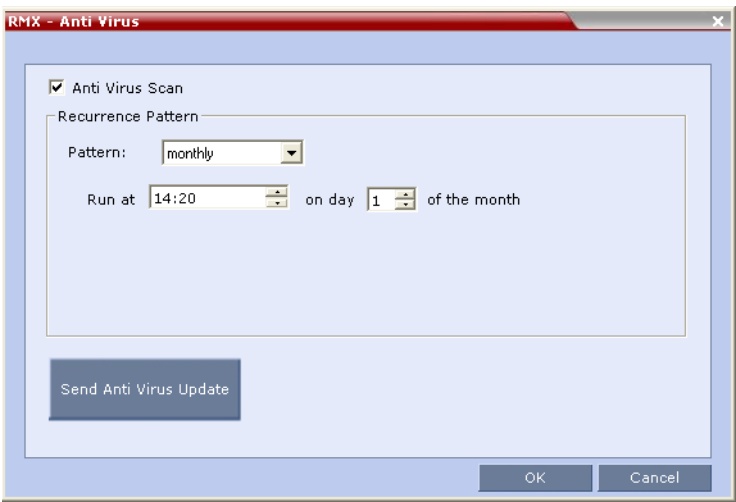 RMX - Anti Virus
Anti Virus Scan
Recurrence Pattern
Pattern: monthly
Run at 14:20 on day 1 of the month
Send Anti Virus Update
OK Cancel